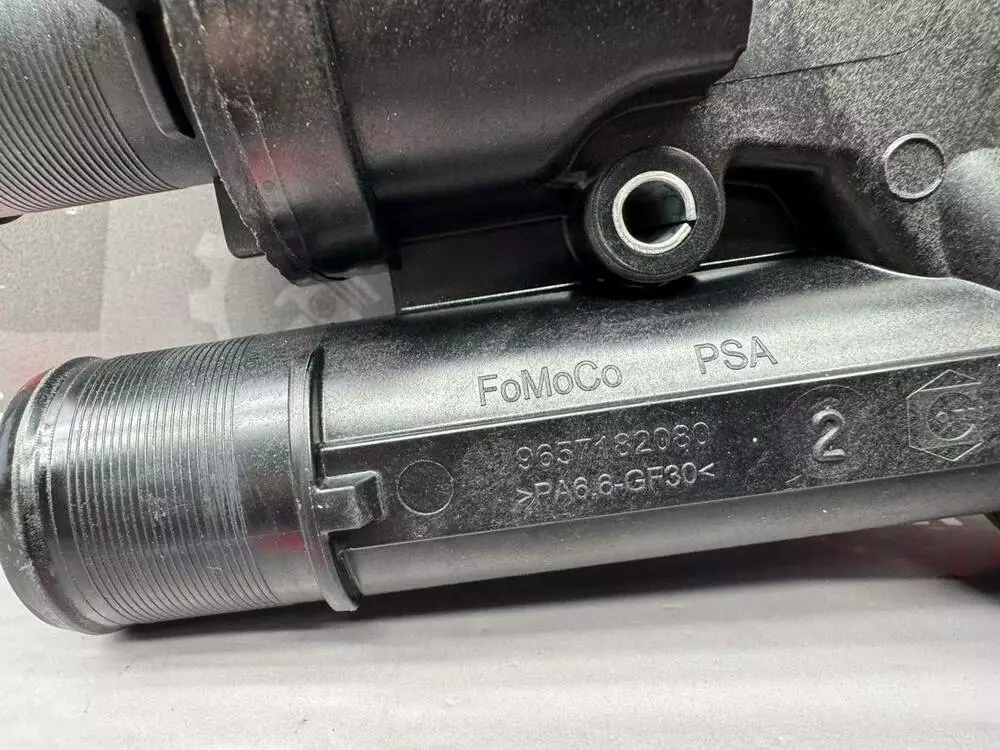 FoMoCo PSA
9657182080
>PA6.6-GF30<
2